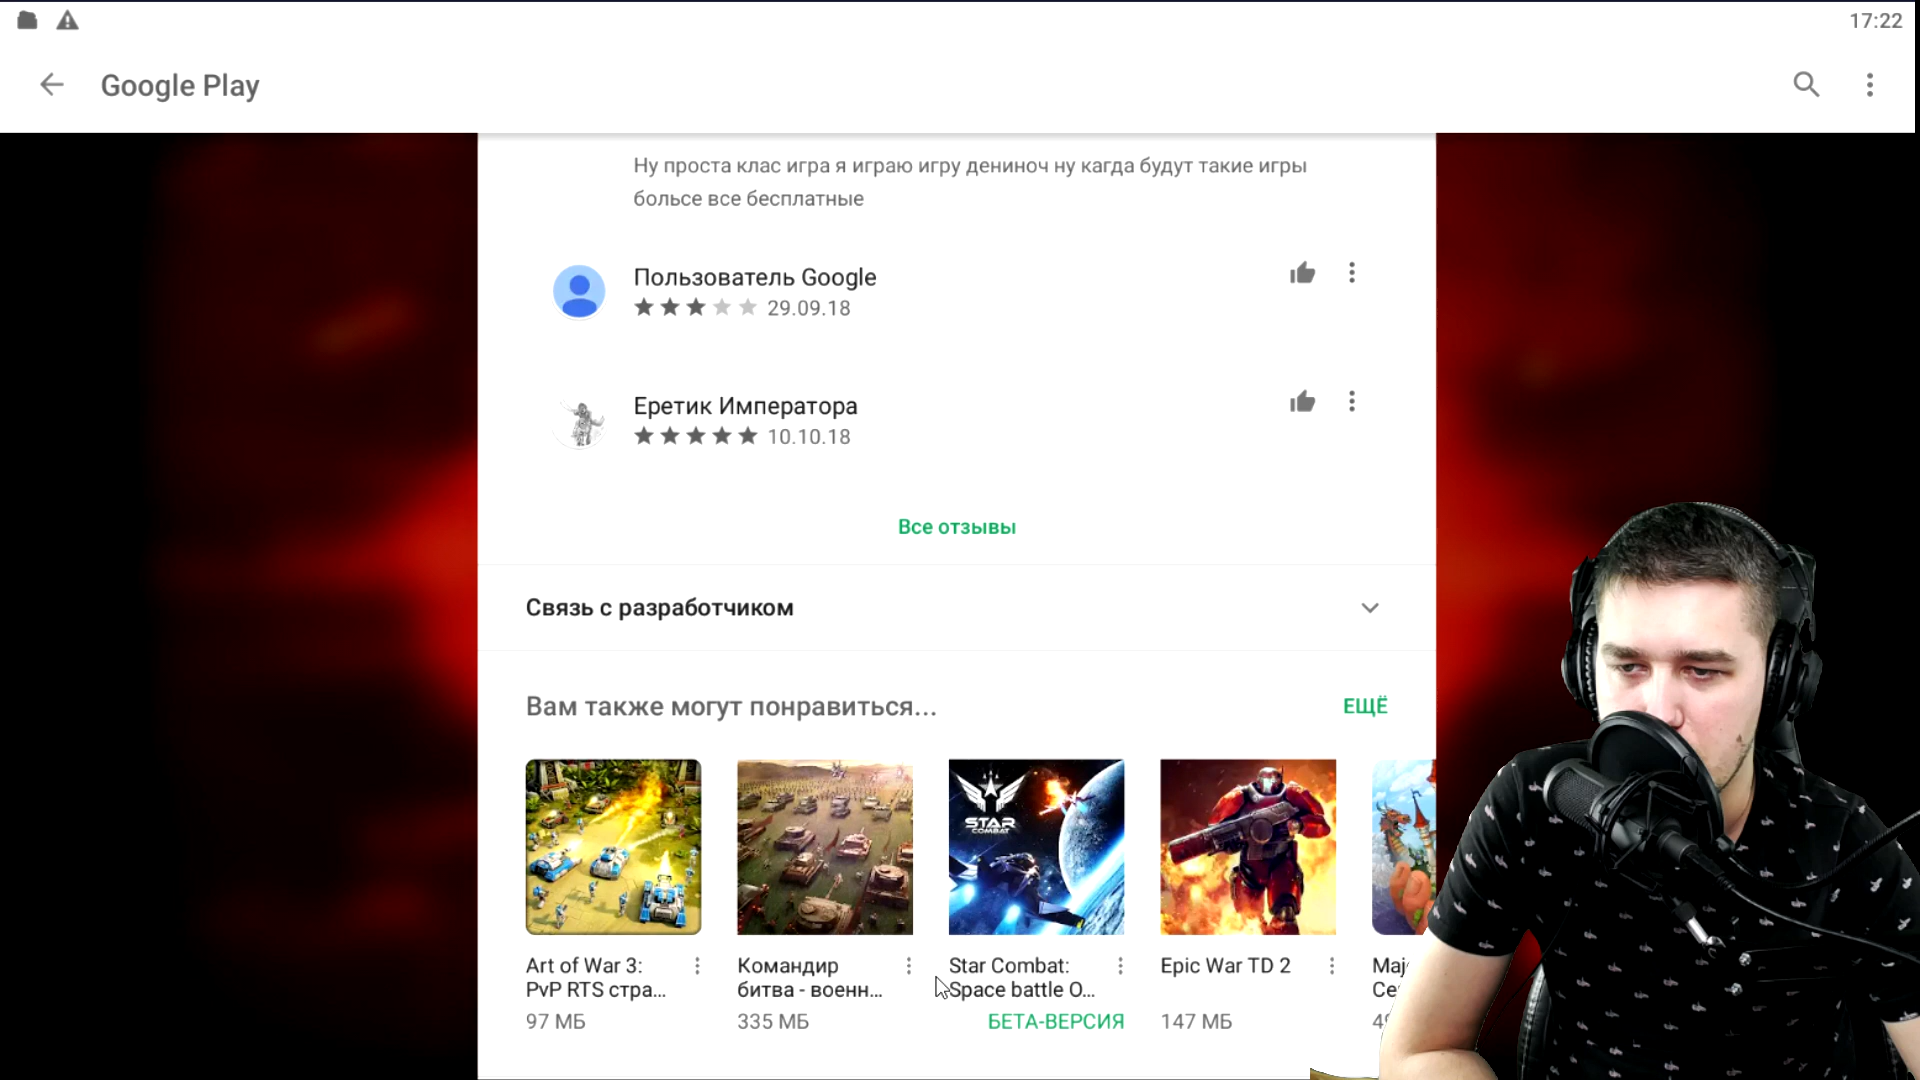 17:22
Google Play
Ну проста клас игра я играю игру дениноч ну кагда будут такие игры
больсе все бесплатные
Пользователь Google
29.09.18
Еретик Императора
10.10.18
Все отзывы
Связь с разработчиком
Вам также могут понравиться...
ЕЩЁ
STAR
COMBAT
Art of War 3:
PvP RTS стра...
97 МБ
Командир
битва - военн...
335 МБ
Star Combat:
Space battle O...
БЕТА-ВЕРСИЯ
Epic War TD 2
147 МБ